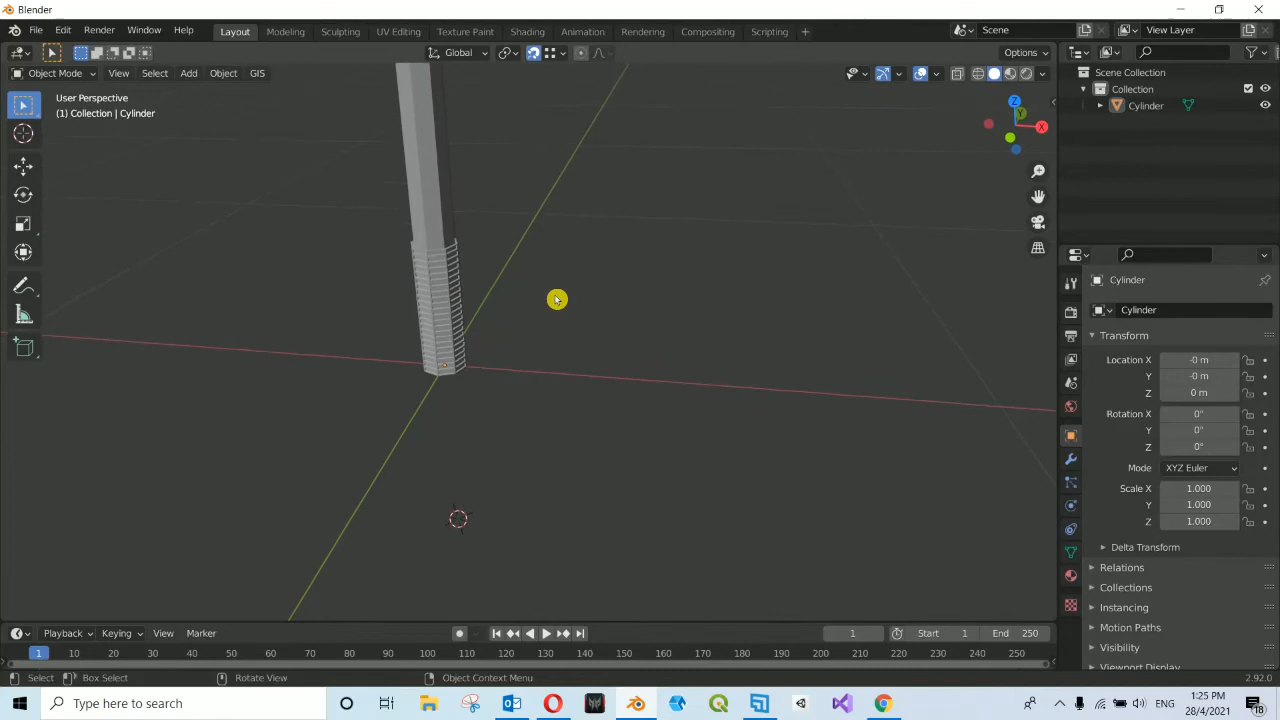 Blender
File Edit Render Window Help Layout Modeling Sculpting UV Editing Texture Paint Shading Animation Rendering Compositing Scripting + Scene View Layer
Global Options
Object Mode View Select Add Object GIS
User Perspective
(1) Collection | Cylinder
Z
Y
X
Scene Collection
Collection
Cylinder
Cylinder
Cylinder
Transform
Location X -0 m
Y -0 m
Z 0 m
Rotation X 0°
Y 0°
Z 0°
Mode XYZ Euler
Scale X 1.000
Y 1.000
Z 1.000
Delta Transform
Relations
Collections
Instancing
Motion Paths
Visibility
Viewport Display
Playback Keying View Marker 1 Start 1 End 250
1 10 20 30 40 50 60 70 80 90 100 110 120 130 140 150 160 170 180 190 200 210 220 230 240 250
Select Box Select Rotate View Object Context Menu 2.92.0
Type here to search
ENG
1:25 PM
28/4/2021
18